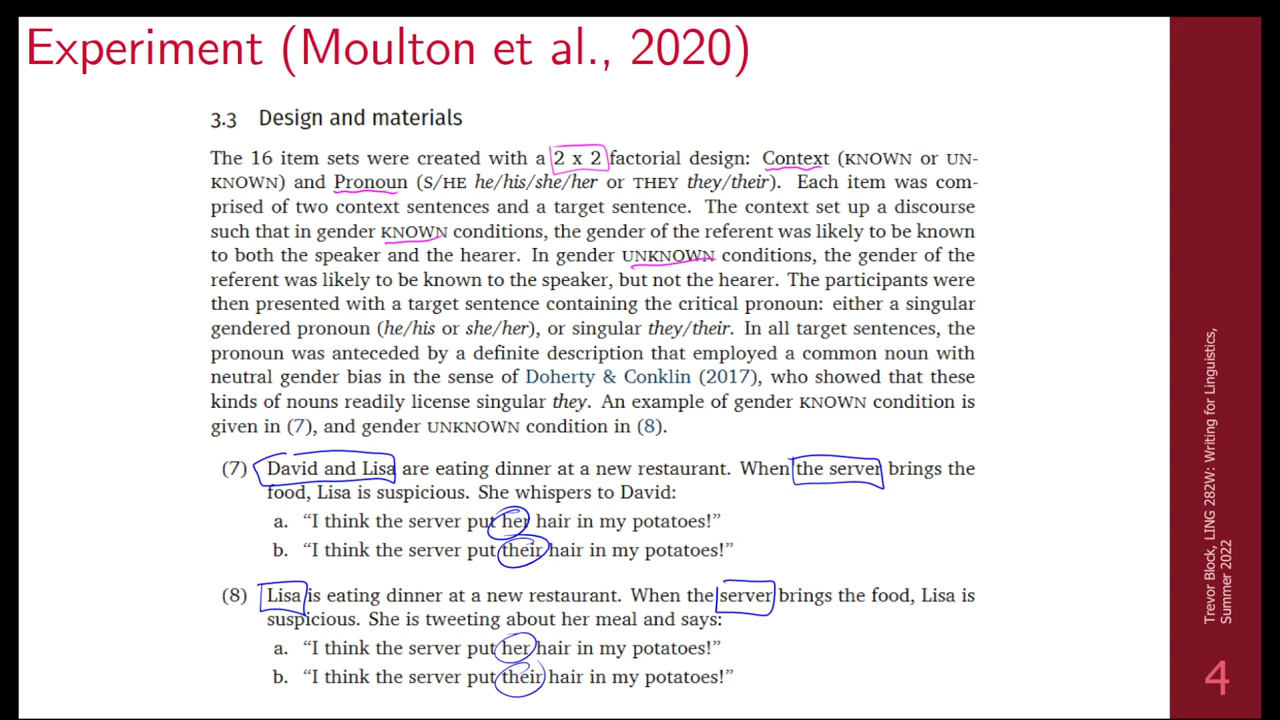 Experiment (Moulton et al., 2020)
3.3 Design and materials
The 16 item sets were created with a 2 x 2 factorial design: Context (KNOWN or UN-
KNOWN) and Pronoun (S/HE he/his/she/her or THEY they/their). Each item was com-
prised of two context sentences and a target sentence. The context set up a discourse
such that in gender KNOWN conditions, the gender of the referent was likely to be known
to both the speaker and the hearer. In gender UNKNOWN conditions, the gender of the
referent was likely to be known to the speaker, but not the hearer. The participants were
then presented with a target sentence containing the critical pronoun: either a singular
gendered pronoun (he/his or she/her), or singular they/their. In all target sentences, the
pronoun was anteceded by a definite description that employed a common noun with
neutral gender bias in the sense of Doherty & Conklin (2017), who showed that these
kinds of nouns readily license singular they. An example of gender KNOWN condition is
given in (7), and gender UNKNOWN condition in (8).
(7) David and Lisa are eating dinner at a new restaurant. When the server brings the
food, Lisa is suspicious. She whispers to David:
a. "I think the server put her hair in my potatoes!"
b. "I think the server put their hair in my potatoes!"
(8) Lisa is eating dinner at a new restaurant. When the server brings the food, Lisa is
suspicious. She is tweeting about her meal and says:
a. "I think the server put her hair in my potatoes!"
b. "I think the server put their hair in my potatoes!"
Trevor Block, LING 282W: Writing for Linguistics,
Summer 2022
4